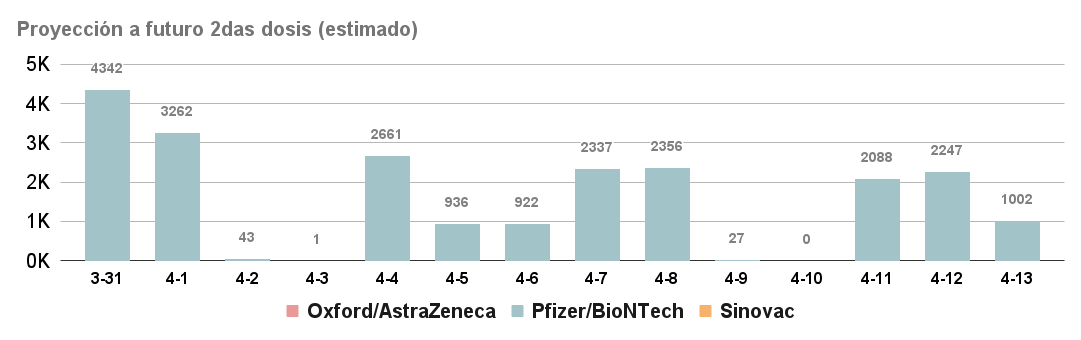 Proyección a futuro 2das dosis (estimado)
5K
4K
3K
2K
1K
0K
4342
3262
43
1
2661
936
922
2337
2356
27
0
2088
2247
1002
3-31 4-1 4-2 4-3 4-4 4-5 4-6 4-7 4-8 4-9 4-10 4-11 4-12 4-13
Oxford/AstraZeneca Pfizer/BioNTech Sinovac